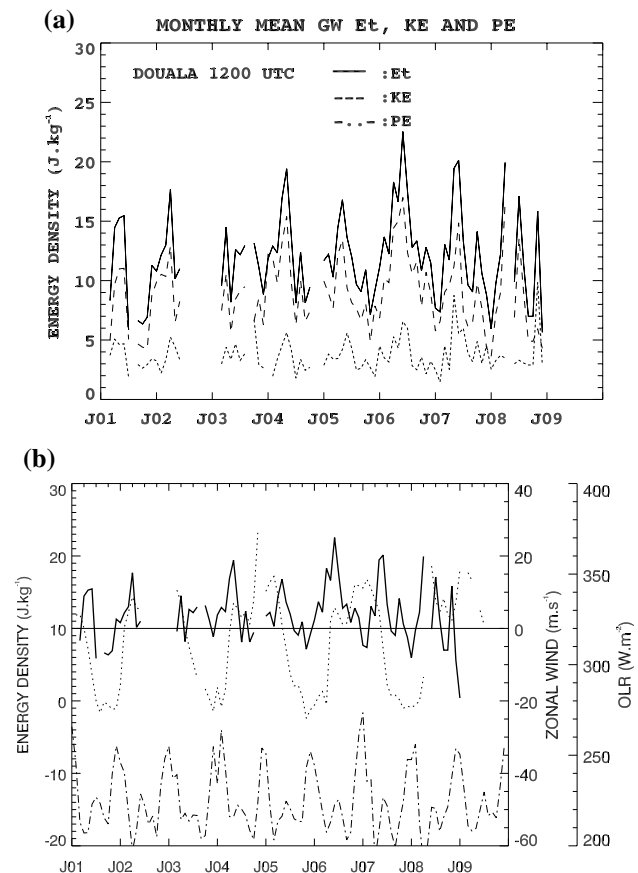 (a)
MONTHLY MEAN GW Et, KE AND PE
DOUALA 1200 UTC
:Et
:KE
:PE
ENERGY DENSITY (J.kg⁻¹)
30
25
20
15
10
5
0
J01 J02 J03 J04 J05 J06 J07 J08 J09
(b)
ENERGY DENSITY (J.kg⁻¹)
30
20
10
0
-10
-20
40
20
0
-20
-40
-60
ZONAL WIND (m.s⁻¹)
400
350
300
250
200
OLR (W.m⁻²)
J01 J02 J03 J04 J05 J06 J07 J08 J09